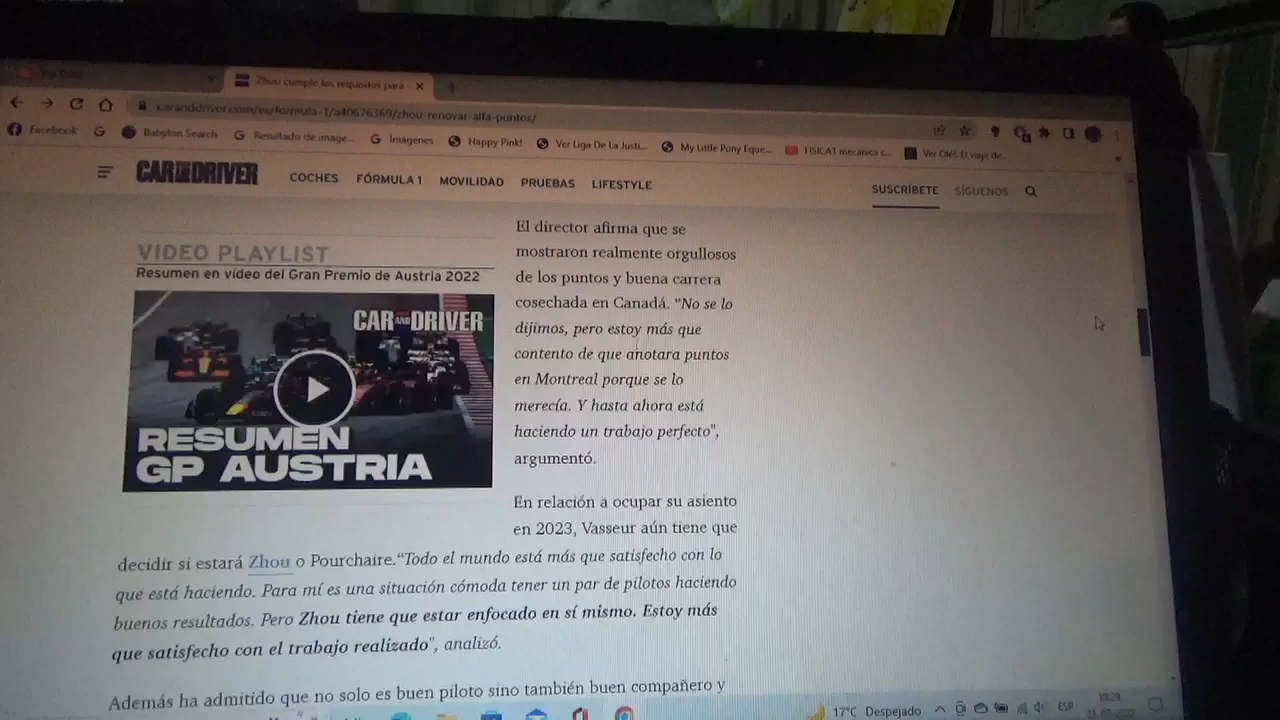 Zhou cumple los requisitos para
caranddriver.com/es/formula-1/a40676369/zhou-renovar-alfa-puntos/
Facebook
Babylon Search
Resultado de image...
Imágenes
Happy Pink!
Ver Liga De La Justi...
My Little Pony Eque...
FISICA1 mecanica c...
Ver Olés El viaje de...
CAR AND DRIVER
COCHES
FÓRMULA 1
MOVILIDAD
PRUEBAS
LIFESTYLE
SUSCRÍBETE
SÍGUENOS
VIDEO PLAYLIST
Resumen en vídeo del Gran Premio de Austria 2022
CAR AND DRIVER
RESUMEN
GP AUSTRIA
El director afirma que se
mostraron realmente orgullosos
de los puntos y buena carrera
cosechada en Canadá. “No se lo
dijimos, pero estoy más que
contento de que anotara puntos
en Montreal porque se lo
merecía. Y hasta ahora está
haciendo un trabajo perfecto",
argumentó.
En relación a ocupar su asiento
en 2023, Vasseur aún tiene que
decidir si estará Zhou o Pourchaire.“Todo el mundo está más que satisfecho con lo
que está haciendo. Para mí es una situación cómoda tener un par de pilotos haciendo
buenos resultados. Pero Zhou tiene que estar enfocado en sí mismo. Estoy más
que satisfecho con el trabajo realizado", analizó.
Además ha admitido que no solo es buen piloto sino también buen compañero y
17°C Despejado
ESP